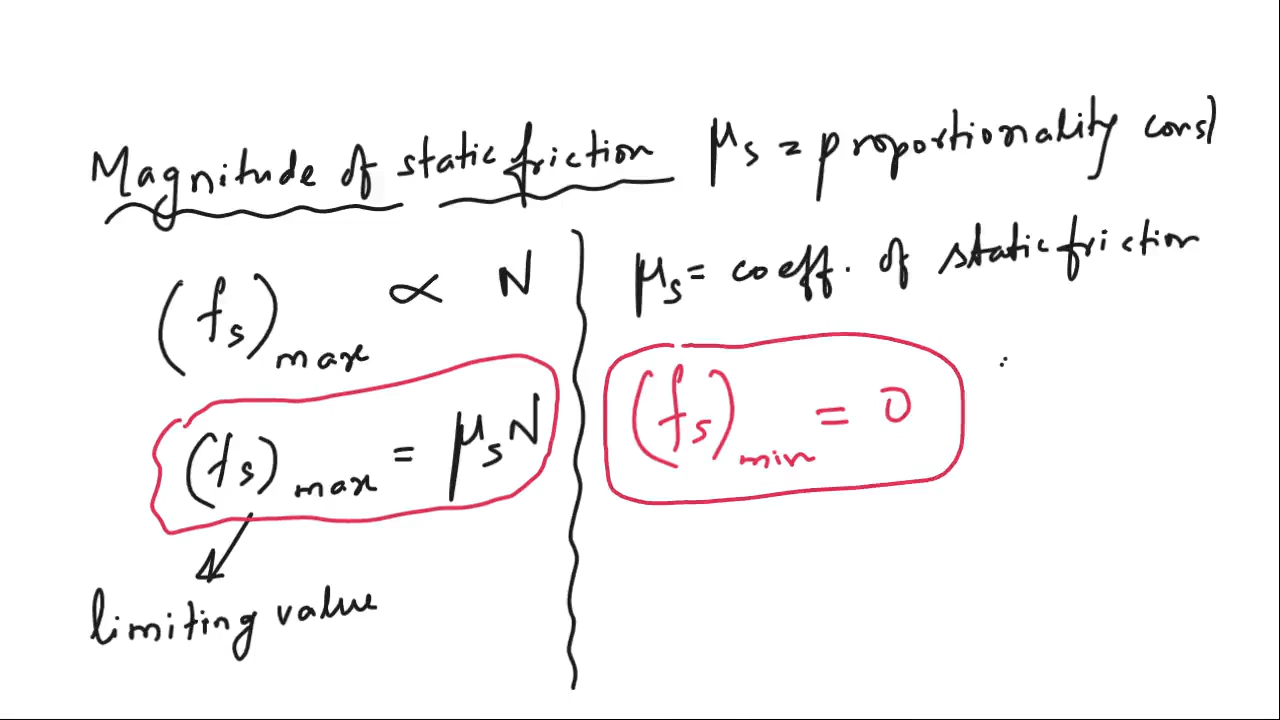 Magnitude of static friction
(fs)max ∝ N
(fs)max = μsN
limiting value
μs = proportionality const
μs = coeff. of static friction
(fs)min = 0